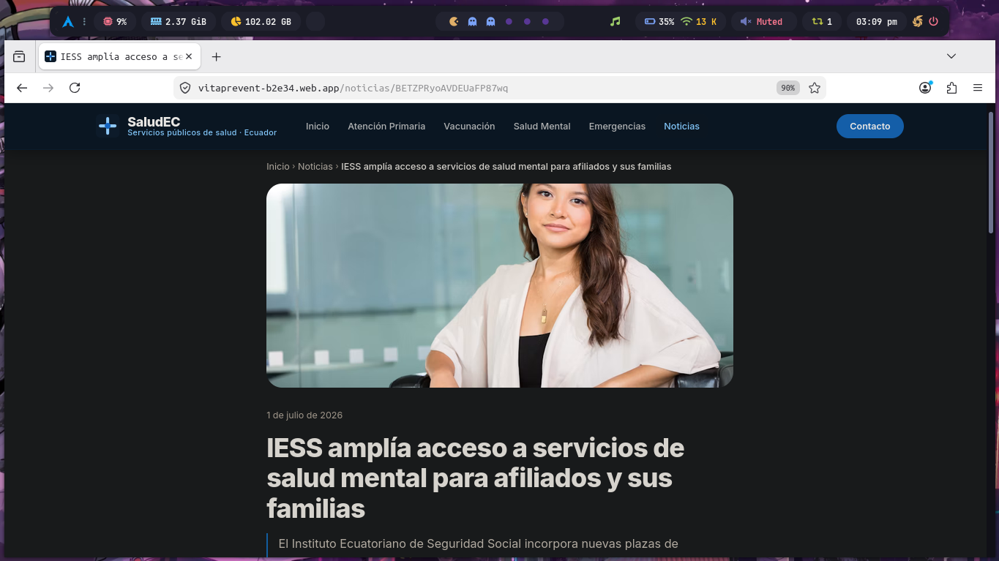 9%
2.37 GiB
102.02 GB
35%
13 K
Muted
1
03:09 pm
IESS amplía acceso a se
vitaprevent-b2e34.web.app/noticias/BETZPRyoAVDEUaFP87wq
90%
SaludEC
Servicios públicos de salud · Ecuador
Inicio
Atención Primaria
Vacunación
Salud Mental
Emergencias
Noticias
Contacto
Inicio › Noticias › IESS amplía acceso a servicios de salud mental para afiliados y sus familias
1 de julio de 2026
IESS amplía acceso a servicios de
salud mental para afiliados y sus
familias
El Instituto Ecuatoriano de Seguridad Social incorpora nuevas plazas de